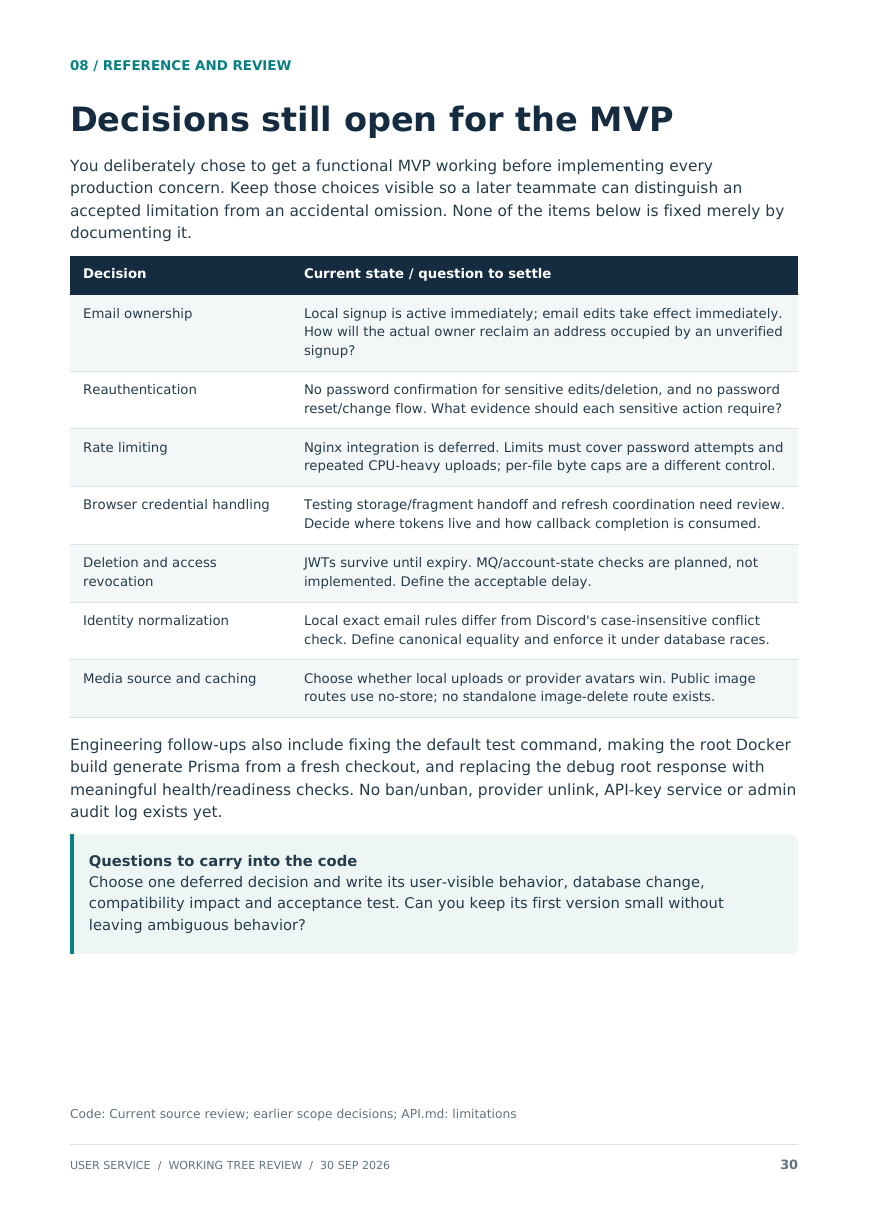 08 / REFERENCE AND REVIEW
Decisions still open for the MVP
You deliberately chose to get a functional MVP working before implementing every
production concern. Keep those choices visible so a later teammate can distinguish an
accepted limitation from an accidental omission. None of the items below is fixed merely by
documenting it.
Decision
Current state / question to settle
Email ownership
Local signup is active immediately; email edits take effect immediately.
How will the actual owner reclaim an address occupied by an unverified
signup?
Reauthentication
No password confirmation for sensitive edits/deletion, and no password
reset/change flow. What evidence should each sensitive action require?
Rate limiting
Nginx integration is deferred. Limits must cover password attempts and
repeated CPU-heavy uploads; per-file byte caps are a different control.
Browser credential handling
Testing storage/fragment handoff and refresh coordination need review.
Decide where tokens live and how callback completion is consumed.
Deletion and access
revocation
JWTs survive until expiry. MQ/account-state checks are planned, not
implemented. Define the acceptable delay.
Identity normalization
Local exact email rules differ from Discord's case-insensitive conflict
check. Define canonical equality and enforce it under database races.
Media source and caching
Choose whether local uploads or provider avatars win. Public image
routes use no-store; no standalone image-delete route exists.
Engineering follow-ups also include fixing the default test command, making the root Docker
build generate Prisma from a fresh checkout, and replacing the debug root response with
meaningful health/readiness checks. No ban/unban, provider unlink, API-key service or admin
audit log exists yet.
Questions to carry into the code
Choose one deferred decision and write its user-visible behavior, database change,
compatibility impact and acceptance test. Can you keep its first version small without
leaving ambiguous behavior?
Code: Current source review; earlier scope decisions; API.md: limitations
USER SERVICE / WORKING TREE REVIEW / 30 SEP 2026
30